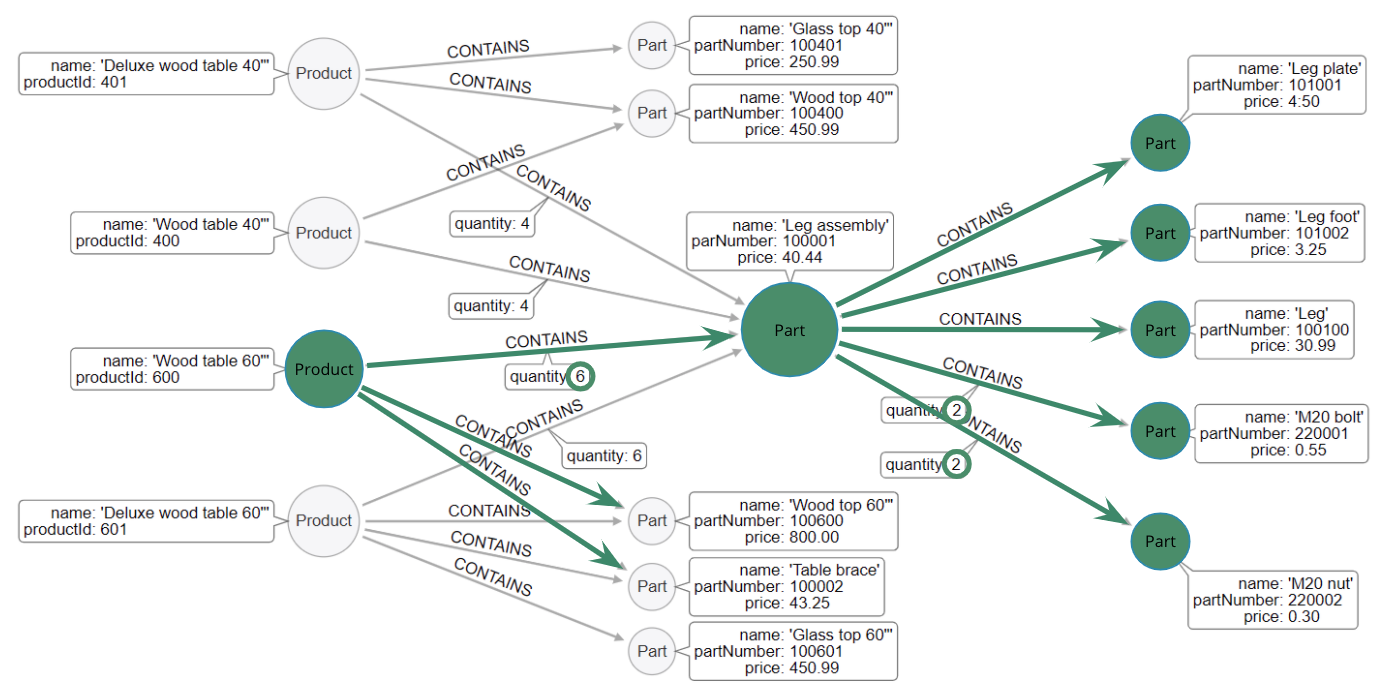 name: 'Deluxe wood table 40"'
productId: 401
Product
CONTAINS
CONTAINS
CONTAINS
quantity: 4
Part
name: 'Glass top 40"'
partNumber: 100401
price: 250.99
Part
name: 'Wood top 40"'
partNumber: 100400
price: 450.99
name: 'Wood table 40"'
productId: 400
Product
CONTAINS
CONTAINS
quantity: 4
name: 'Leg assembly'
parNumber: 100001
price: 40.44
Part
name: 'Wood table 60"'
productId: 600
Product
CONTAINS
quantity 6
CONTAINS
CONTAINS
name: 'Deluxe wood table 60"'
productId: 601
Product
CONTAINS
quantity: 6
CONTAINS
CONTAINS
CONTAINS
Part
name: 'Wood top 60"'
partNumber: 100600
price: 800.00
Part
name: 'Table brace'
partNumber: 100002
price: 43.25
Part
name: 'Glass top 60"'
partNumber: 100601
price: 450.99
CONTAINS
CONTAINS
CONTAINS
CONTAINS
quantity 2
CONTAINS
quantity 2
name: 'Leg plate'
partNumber: 101001
price: 4:50
Part
name: 'Leg foot'
partNumber: 101002
price: 3.25
Part
name: 'Leg'
partNumber: 100100
price: 30.99
Part
name: 'M20 bolt'
partNumber: 220001
price: 0.55
Part
name: 'M20 nut'
partNumber: 220002
price: 0.30
Part